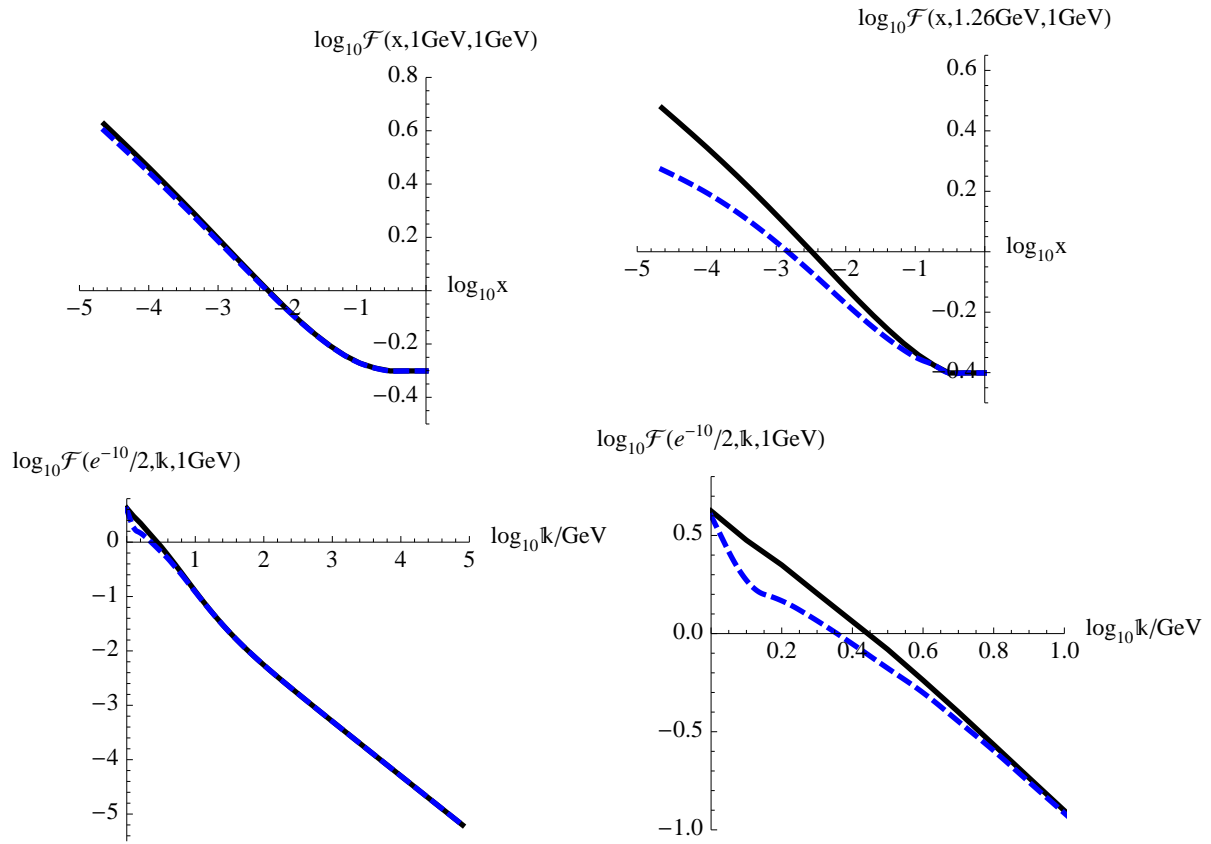 log₁₀ℱ(x,1GeV,1GeV)
0.8
0.6
0.4
0.2
−5 −4 −3 −2 −1
log₁₀x
−0.2
−0.4
log₁₀ℱ(x,1.26GeV,1GeV)
0.6
0.4
0.2
−5 −4 −3 −2 −1
log₁₀x
−0.2
−0.4
log₁₀ℱ(e⁻¹⁰/2,𝕜,1GeV)
0
1 2 3 4 5
log₁₀𝕜/GeV
−1
−2
−3
−4
−5
log₁₀ℱ(e⁻¹⁰/2,𝕜,1GeV)
0.5
0.0
0.2 0.4 0.6 0.8 1.0
log₁₀𝕜/GeV
−0.5
−1.0